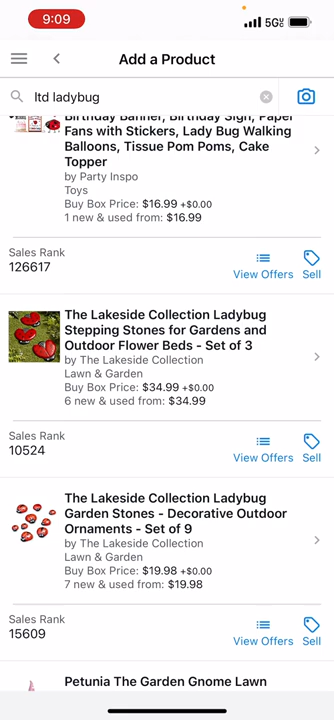 9:09
5G
Add a Product
ltd ladybug
Birthday Banner, Birthday Sign, Paper
Fans with Stickers, Lady Bug Walking
Balloons, Tissue Pom Poms, Cake
Topper
by Party Inspo
Toys
Buy Box Price: $16.99 +$0.00
1 new & used from: $16.99
Sales Rank
126617
View Offers
Sell
The Lakeside Collection Ladybug
Stepping Stones for Gardens and
Outdoor Flower Beds - Set of 3
by The Lakeside Collection
Lawn & Garden
Buy Box Price: $34.99 +$0.00
6 new & used from: $34.99
Sales Rank
10524
View Offers
Sell
The Lakeside Collection Ladybug
Garden Stones - Decorative Outdoor
Ornaments - Set of 9
by The Lakeside Collection
Lawn & Garden
Buy Box Price: $19.98 +$0.00
7 new & used from: $19.98
Sales Rank
15609
View Offers
Sell
Petunia The Garden Gnome Lawn